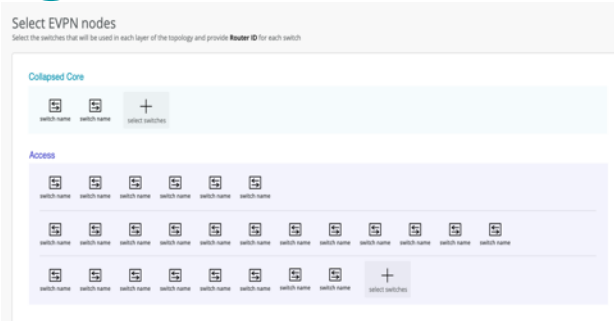 Select EVPN nodes
Select the switches that will be used in each layer of the topology and provide Router ID for each switch
Collapsed Core
switch name switch name select switches
Access
switch name switch name switch name switch name switch name switch name
switch name switch name switch name switch name switch name switch name switch name switch name switch name switch name switch name switch name
switch name switch name switch name switch name switch name switch name switch name switch name select switches